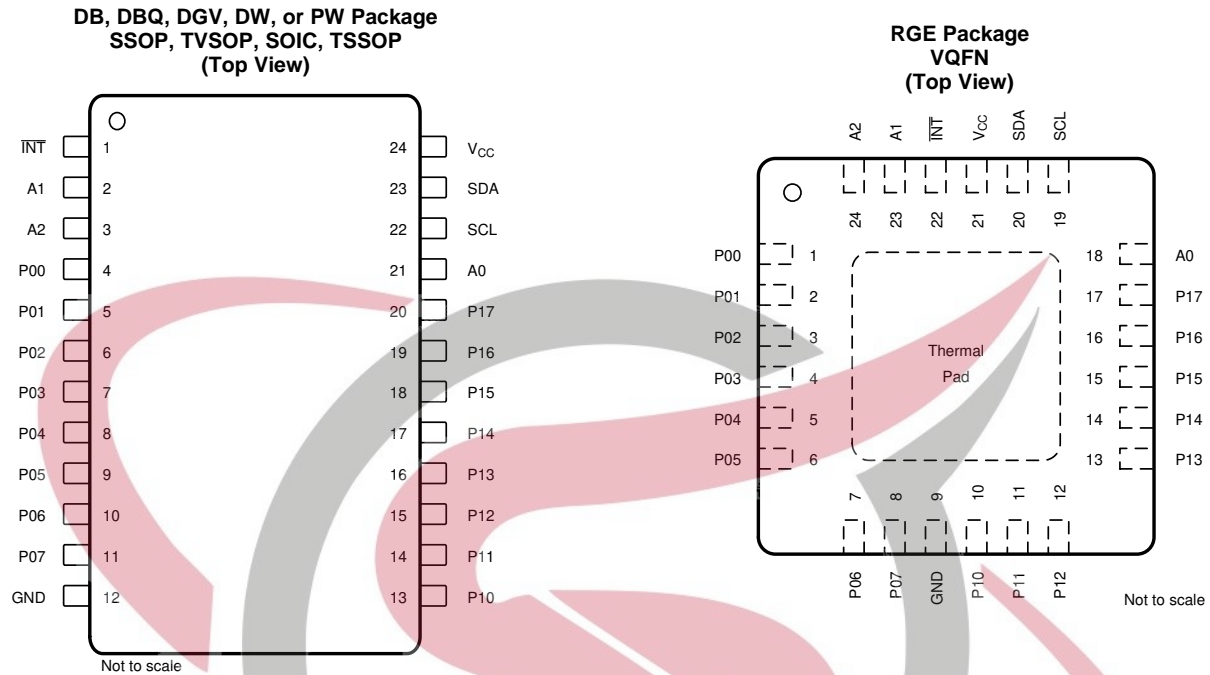 DB, DBQ, DGV, DW, or PW Package
SSOP, TVSOP, SOIC, TSSOP
(Top View)
INT 1 24 VCC
A1 2 23 SDA
A2 3 22 SCL
P00 4 21 A0
P01 5 20 P17
P02 6 19 P16
P03 7 18 P15
P04 8 17 P14
P05 9 16 P13
P06 10 15 P12
P07 11 14 P11
GND 12 13 P10
Not to scale
RGE Package
VQFN
(Top View)
A2 A1 INT VCC SDA SCL
24 23 22 21 20 19
P00 1 18 A0
P01 2 17 P17
P02 3 16 P16
P03 4 15 P15
P04 5 14 P14
P05 6 13 P13
Thermal
Pad
7 8 9 10 11 12
P06 P07 GND P10 P11 P12
Not to scale